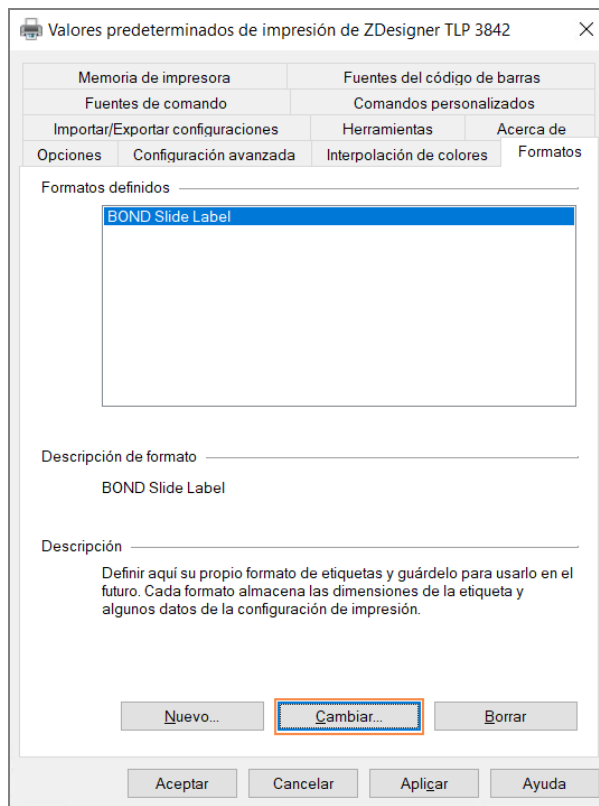 Valores predeterminados de impresión de ZDesigner TLP 3842
Memoria de impresora
Fuentes del código de barras
Fuentes de comando
Comandos personalizados
Importar/Exportar configuraciones
Herramientas
Acerca de
Opciones
Configuración avanzada
Interpolación de colores
Formatos
Formatos definidos
BOND Slide Label
Descripción de formato
BOND Slide Label
Descripción
Definir aquí su propio formato de etiquetas y guárdelo para usarlo en el
futuro. Cada formato almacena las dimensiones de la etiqueta y
algunos datos de la configuración de impresión.
Nuevo...
Cambiar...
Borrar
Aceptar
Cancelar
Aplicar
Ayuda